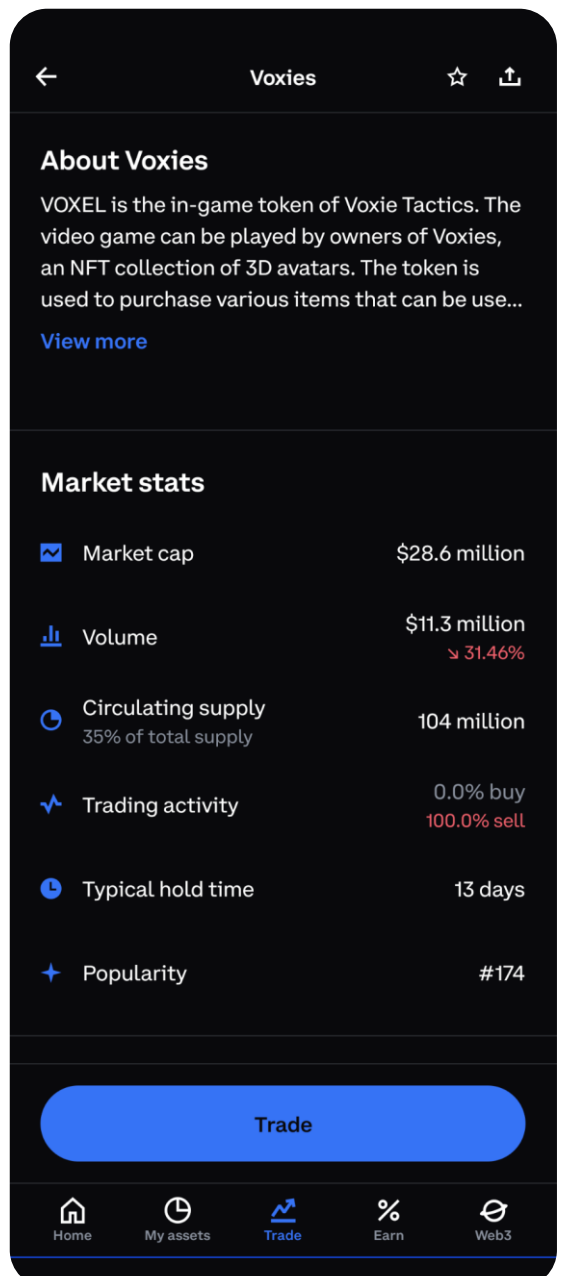 Voxies
About Voxies
VOXEL is the in-game token of Voxie Tactics. The
video game can be played by owners of Voxies,
an NFT collection of 3D avatars. The token is
used to purchase various items that can be use...
View more
Market stats
Market cap
$28.6 million
Volume
$11.3 million
↘ 31.46%
Circulating supply
35% of total supply
104 million
Trading activity
0.0% buy
100.0% sell
Typical hold time
13 days
Popularity
#174
Trade
Home
My assets
Trade
Earn
Web3